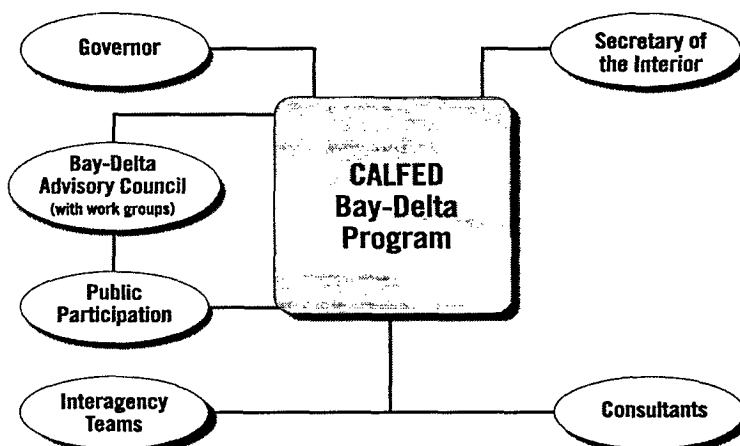 Governor
Secretary of
the Interior
Bay-Delta
Advisory Council
(with work groups)
CALFED
Bay-Delta
Program
Public
Participation
Interagency
Teams
Consultants